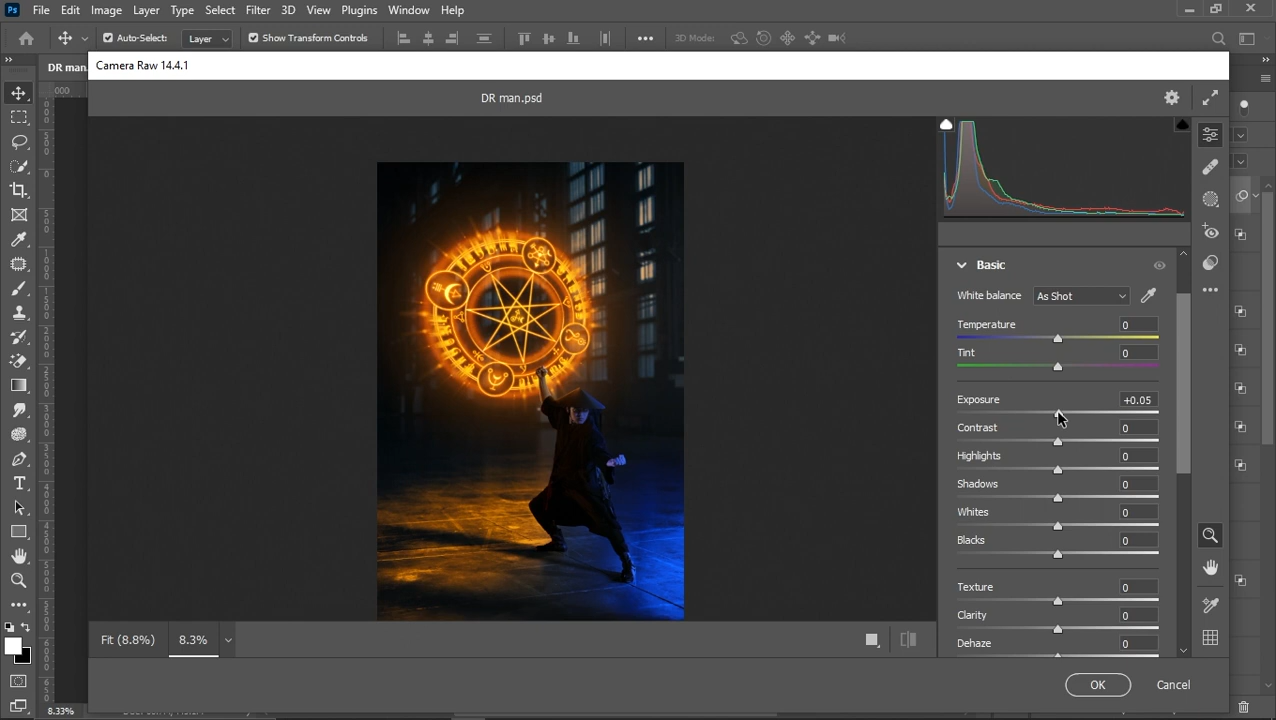 Ps File Edit Image Layer Type Select Filter 3D View Plugins Window Help
Auto-Select: Layer Show Transform Controls 3D Mode:
DR man.
Camera Raw 14.4.1
DR man.psd
Basic
White balance As Shot
Temperature 0
Tint 0
Exposure +0.05
Contrast 0
Highlights 0
Shadows 0
Whites 0
Blacks 0
Texture 0
Clarity 0
Dehaze 0
Fit (8.8%) 8.3%
OK Cancel
8.33%